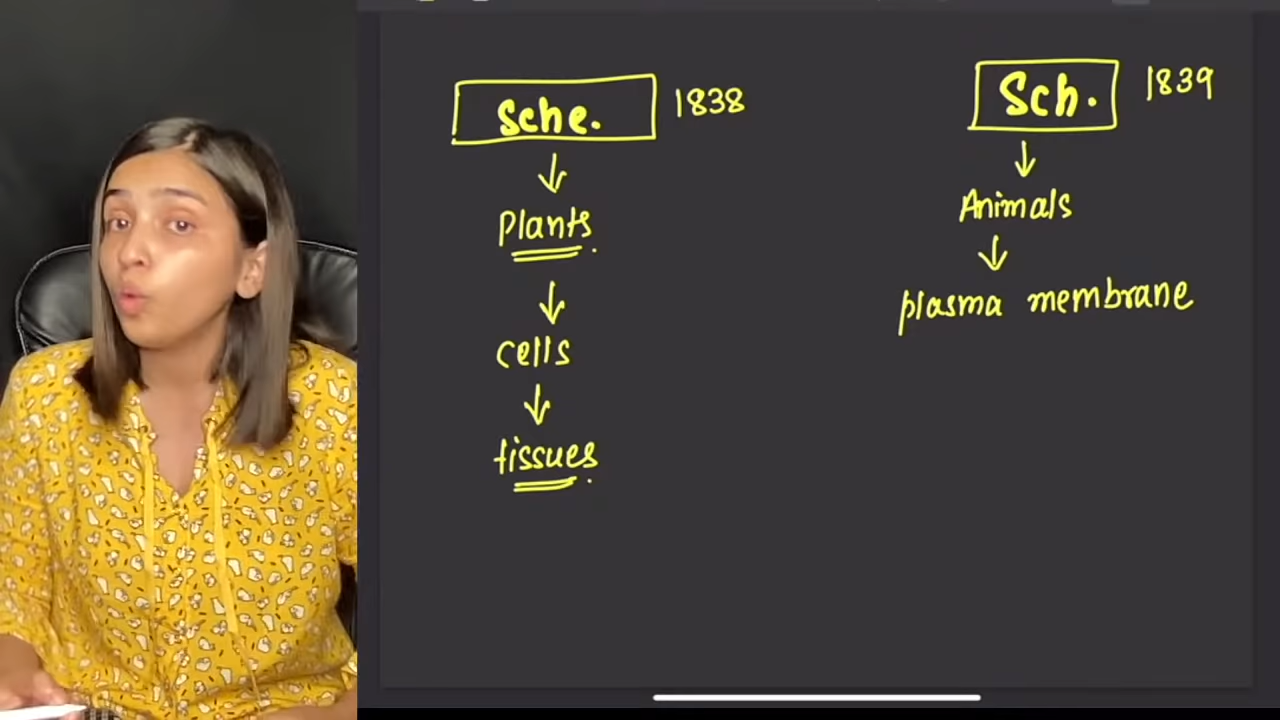 Sche. 1838
Plants
cells
tissues
Sch. 1839
Animals
plasma membrane